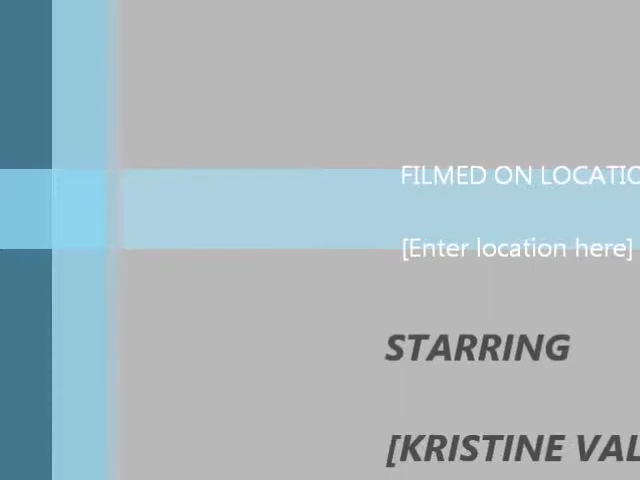 FILMED ON LOCATIO
[Enter location here]
STARRING
[KRISTINE VAL